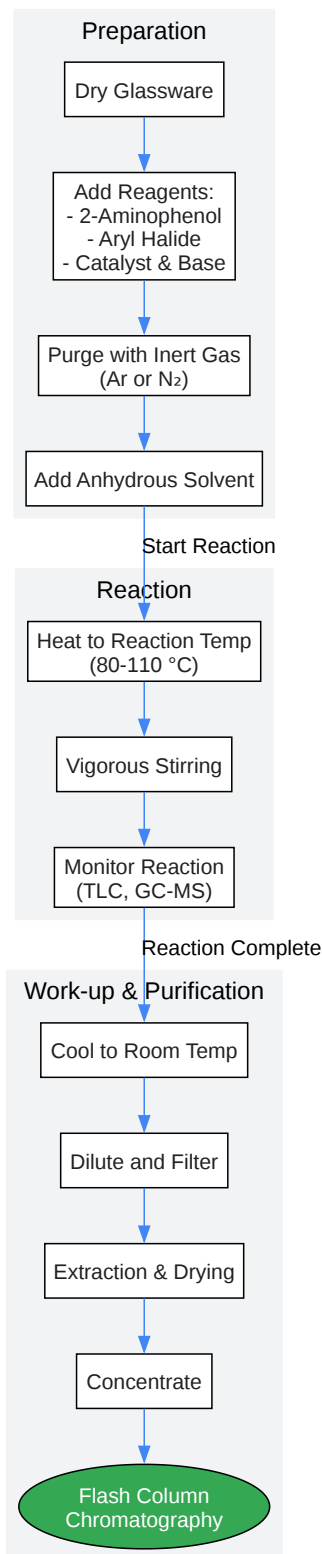 Preparation
Dry Glassware
Add Reagents:
- 2-Aminophenol
- Aryl Halide
- Catalyst & Base
Purge with Inert Gas
(Ar or N₂)
Add Anhydrous Solvent
Start Reaction
Reaction
Heat to Reaction Temp
(80-110 °C)
Vigorous Stirring
Monitor Reaction
(TLC, GC-MS)
Reaction Complete
Work-up & Purification
Cool to Room Temp
Dilute and Filter
Extraction & Drying
Concentrate
Flash Column
Chromatography